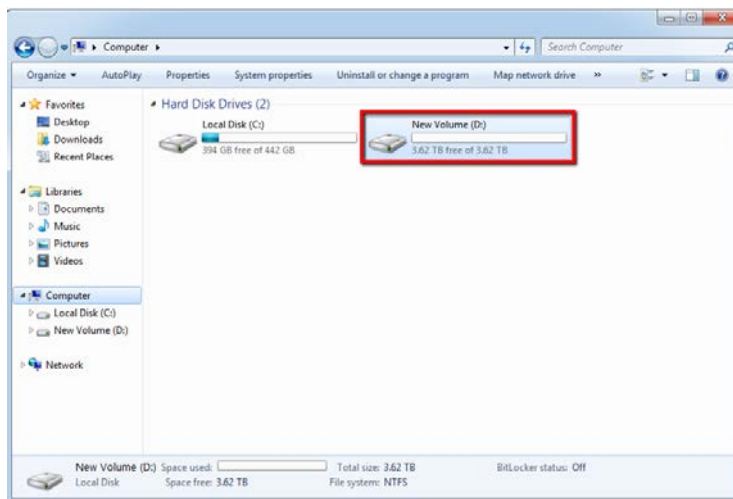 Computer
Search Computer
Organize
AutoPlay
Properties
System properties
Uninstall or change a program
Map network drive
»
Favorites
Desktop
Downloads
Recent Places
Libraries
Documents
Music
Pictures
Videos
Computer
Local Disk (C:)
New Volume (D:)
Network
Hard Disk Drives (2)
Local Disk (C:)
394 GB free of 442 GB
New Volume (D:)
3.62 TB free of 3.62 TB
New Volume (D:) Space used: Total size: 3.62 TB BitLocker status: Off
Local Disk Space free: 3.62 TB File system: NTFS